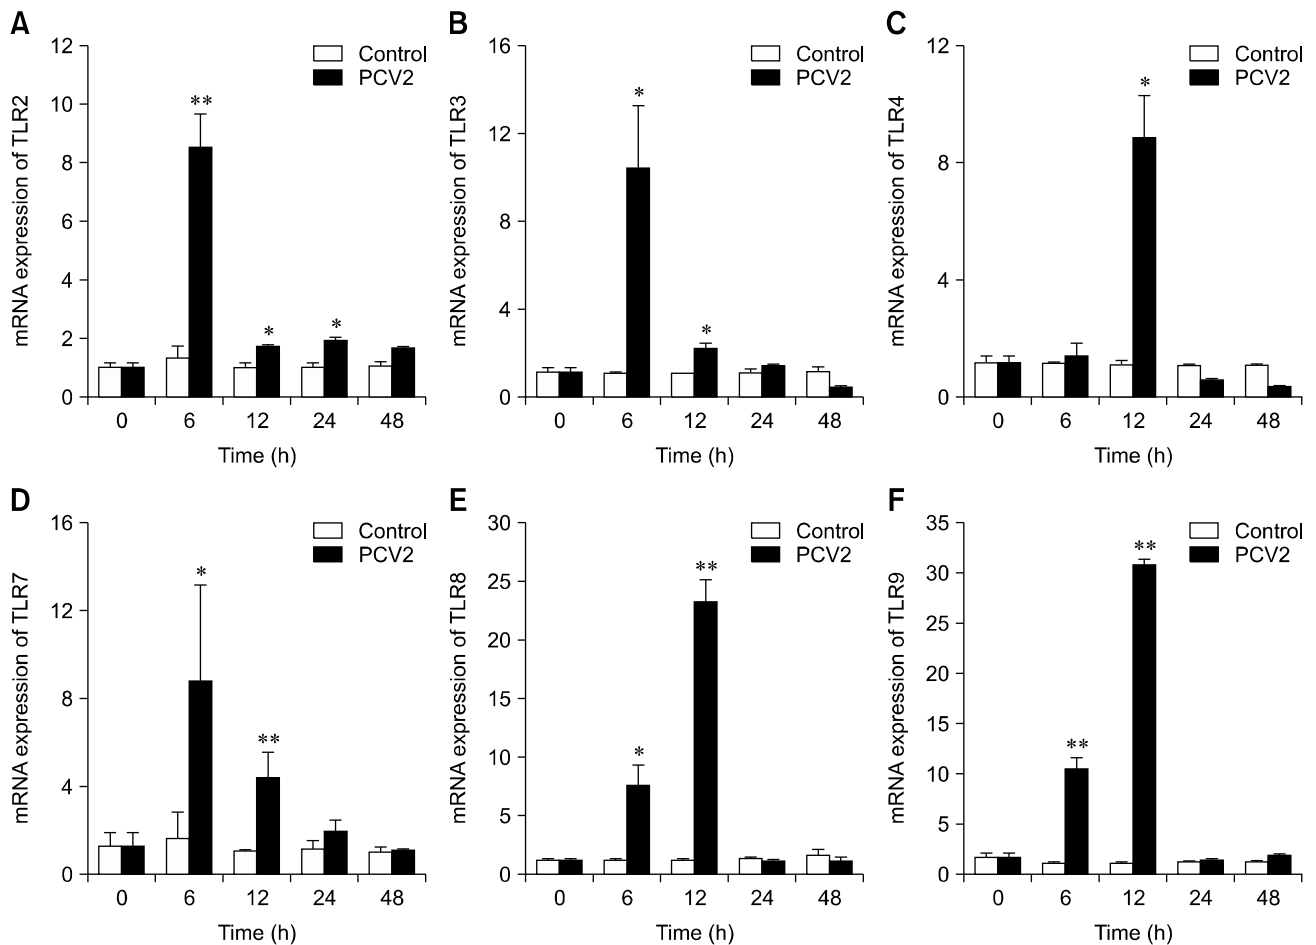 A
mRNA expression of TLR2
12
10
8
6
4
2
0
Control
PCV2
**
*
*
0 6 12 24 48
Time (h)
B
mRNA expression of TLR3
16
12
8
4
0
Control
PCV2
*
*
0 6 12 24 48
Time (h)
C
mRNA expression of TLR4
12
8
4
0
Control
PCV2
*
0 6 12 24 48
Time (h)
D
mRNA expression of TLR7
16
12
8
4
0
Control
PCV2
*
**
0 6 12 24 48
Time (h)
E
mRNA expression of TLR8
30
25
20
15
10
5
0
Control
PCV2
*
**
0 6 12 24 48
Time (h)
F
mRNA expression of TLR9
35
30
25
20
15
10
5
0
Control
PCV2
**
**
0 6 12 24 48
Time (h)